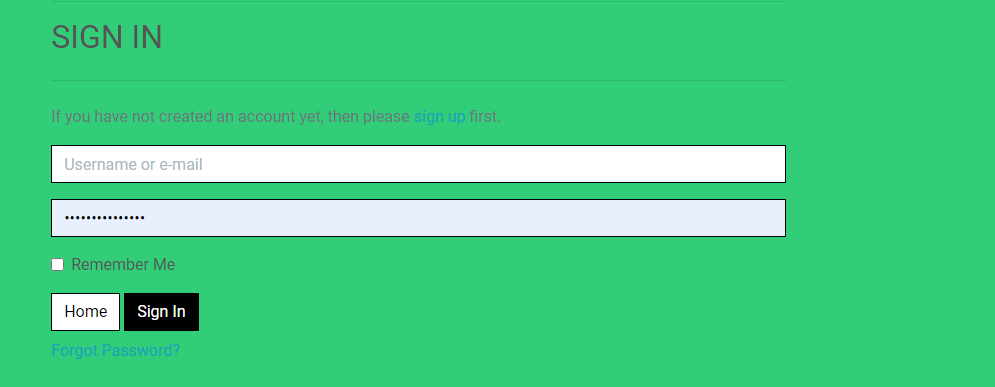 SIGN IN
If you have not created an account yet, then please sign up first.
Username or e-mail
•••••••••••••••
Remember Me
Home Sign In
Forgot Password?